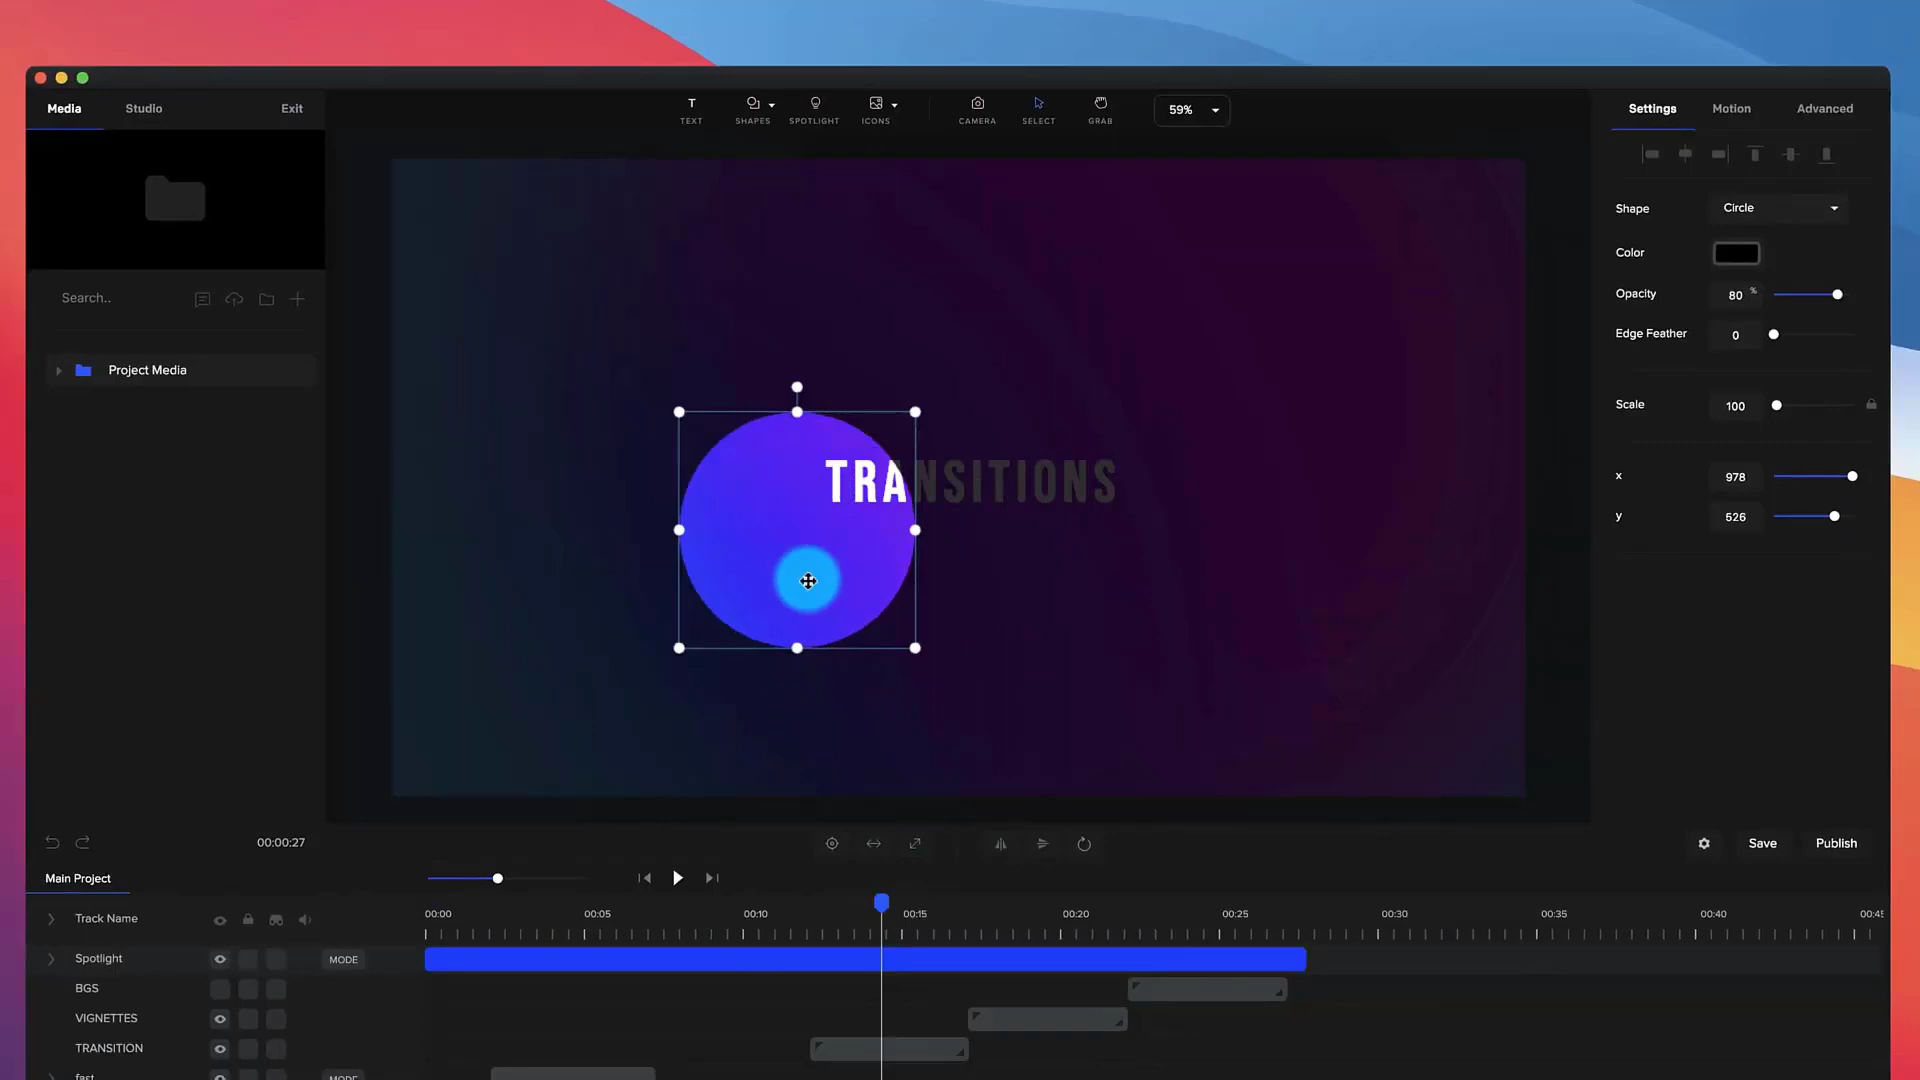 Media Studio Exit
TEXT SHAPES SPOTLIGHT ICONS CAMERA SELECT GRAB 59%
Settings Motion Advanced
Search..
Project Media
TRANSITIONS
Shape Circle
Color
Opacity 80 %
Edge Feather 0
Scale 100
x 978
y 526
00:00:27
Save Publish
Main Project
Track Name
00:00 00:05 00:10 00:15 00:20 00:25 00:30 00:35 00:40 00:45
Spotlight MODE
BGS
VIGNETTES
TRANSITION
fast MODE